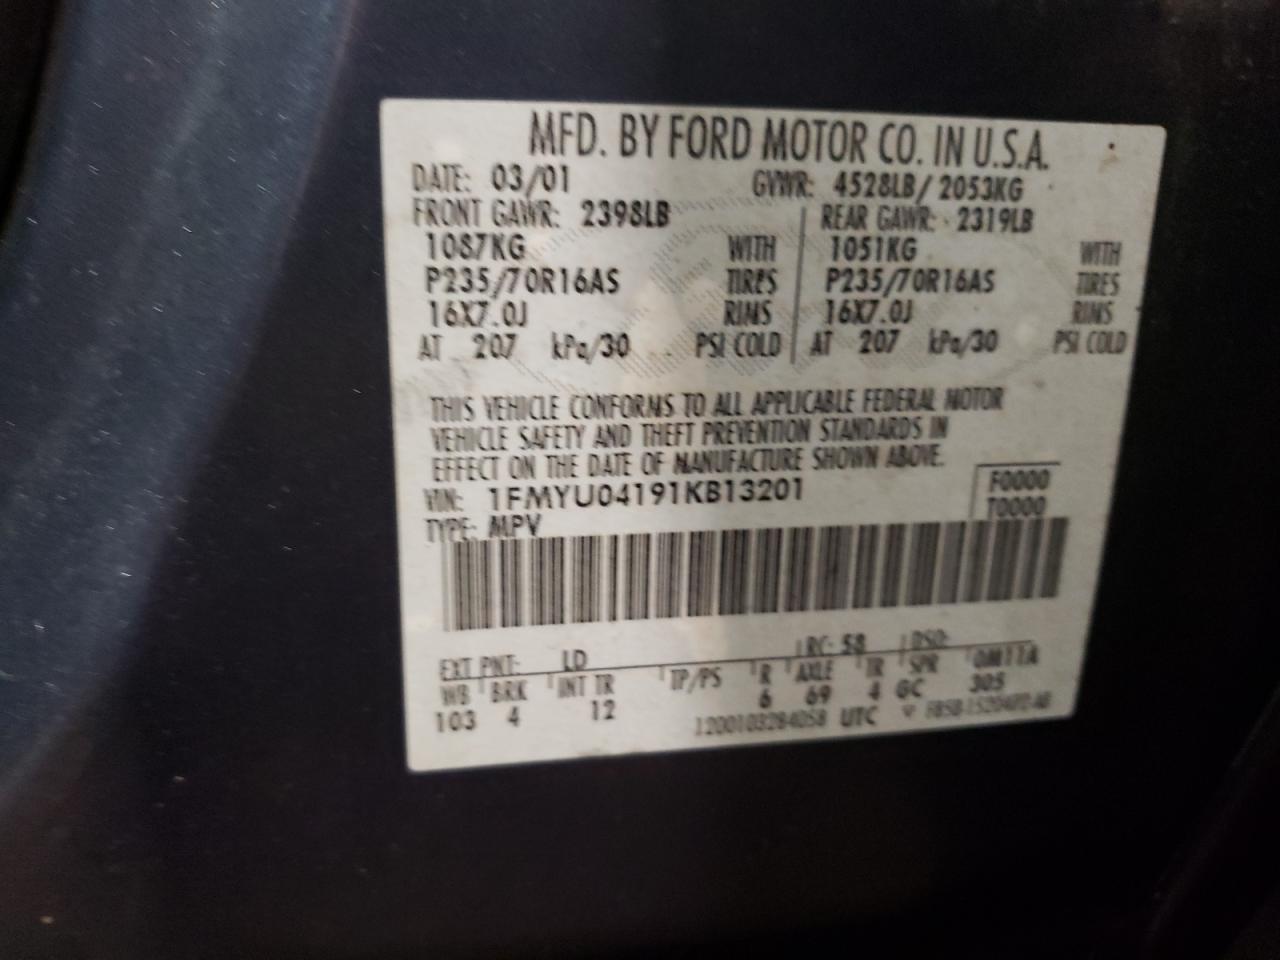 MFD. BY FORD MOTOR CO. IN U.S.A.
DATE: 03/01 GVWR: 4528LB/ 2053KG
FRONT GAWR: 2398LB REAR GAWR: 2319LB
1087KG WITH 1051KG WITH
P235/70R16AS TIRES P235/70R16AS TIRES
16X7.0J RIMS 16X7.0J RIMS
AT 207 kPa/30 PSI COLD AT 207 kPa/30 PSI COLD
THIS VEHICLE CONFORMS TO ALL APPLICABLE FEDERAL MOTOR
VEHICLE SAFETY AND THEFT PREVENTION STANDARDS IN
EFFECT ON THE DATE OF MANUFACTURE SHOWN ABOVE.
VIN: 1FMYU04191KB13201 F0000
TYPE: MPV T0000
EXT PNT: LD RC: 58 DSO:
WB BRK INT TR TP/PS R AXLE TR SPR 0M11A
103 4 12 6 69 4 GC 305
1200103284058 UTC